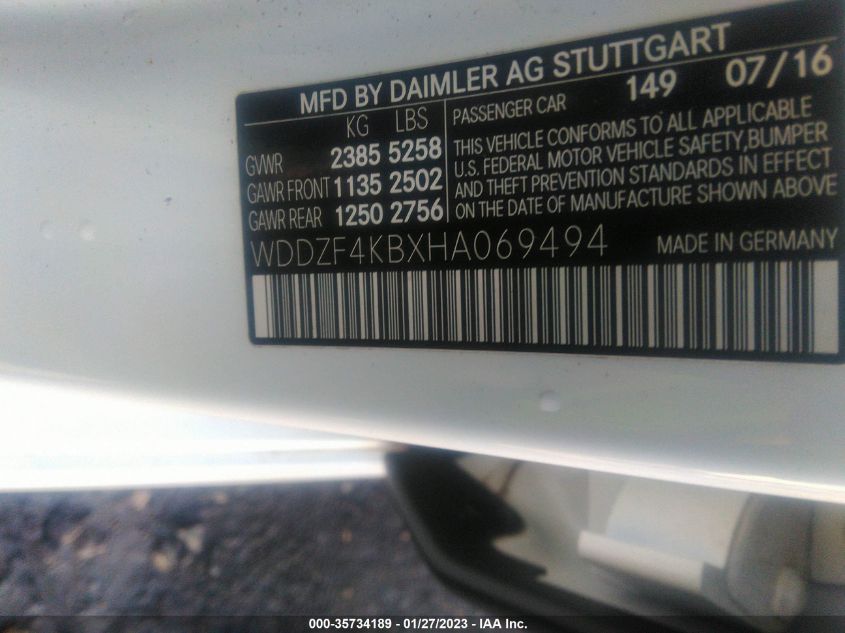 MFD BY DAIMLER AG STUTTGART
KG LBS
GVWR 2385 5258
GAWR FRONT 1135 2502
GAWR REAR 1250 2756
PASSENGER CAR 149 07/16
THIS VEHICLE CONFORMS TO ALL APPLICABLE
U.S. FEDERAL MOTOR VEHICLE SAFETY, BUMPER
AND THEFT PREVENTION STANDARDS IN EFFECT
ON THE DATE OF MANUFACTURE SHOWN ABOVE
WDDZF4KBXHA069494 MADE IN GERMANY
000-35734189 - 01/27/2023 - IAA Inc.